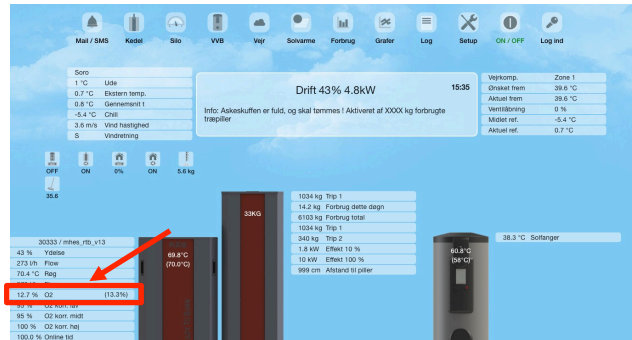 Mail / SMS Kedel Silo VVB Vejr Solvarme Forbrug Grafer Log Setup ON / OFF Log ind
Soro
1 °C Ude
0.7 °C Ekstern temp.
0.8 °C Gennemsnit t
-5.4 °C Chill
3.6 m/s Vind hastighed
S Vindretning
Drift 43% 4.8kW
15:35
Info: Askeskuffen er fuld, og skal tømmes ! Aktiveret af XXXX kg forbrugte
træpiller
Vejrkomp. Zone 1
Ønsket frem 39.6 °C
Aktuel frem 39.6 °C
Ventilåbning 0 %
Midlet ref. -5.4 °C
Aktuel ref. 0.7 °C
OFF ON 0% ON 5.6 kg
35.6
33KG
1034 kg Trip 1
14.2 kg Forbrug dette døgn
6103 kg Forbrug total
1034 kg Trip 1
340 kg Trip 2
1.8 kW Effekt 10 %
10 kW Effekt 100 %
999 cm Afstand til piller
38.3 °C Solfanger
60.8°C
(58°C)
69.8°C
(70.0°C)
30333 / mhes_rtb_v13
43 % Ydelse
273 l/h Flow
70.4 °C Røg
12.7 % O2 (13.3%)
95 % O2 korr. lav
95 % O2 korr. midt
100 % O2 korr. høj
100.0 % Online tid